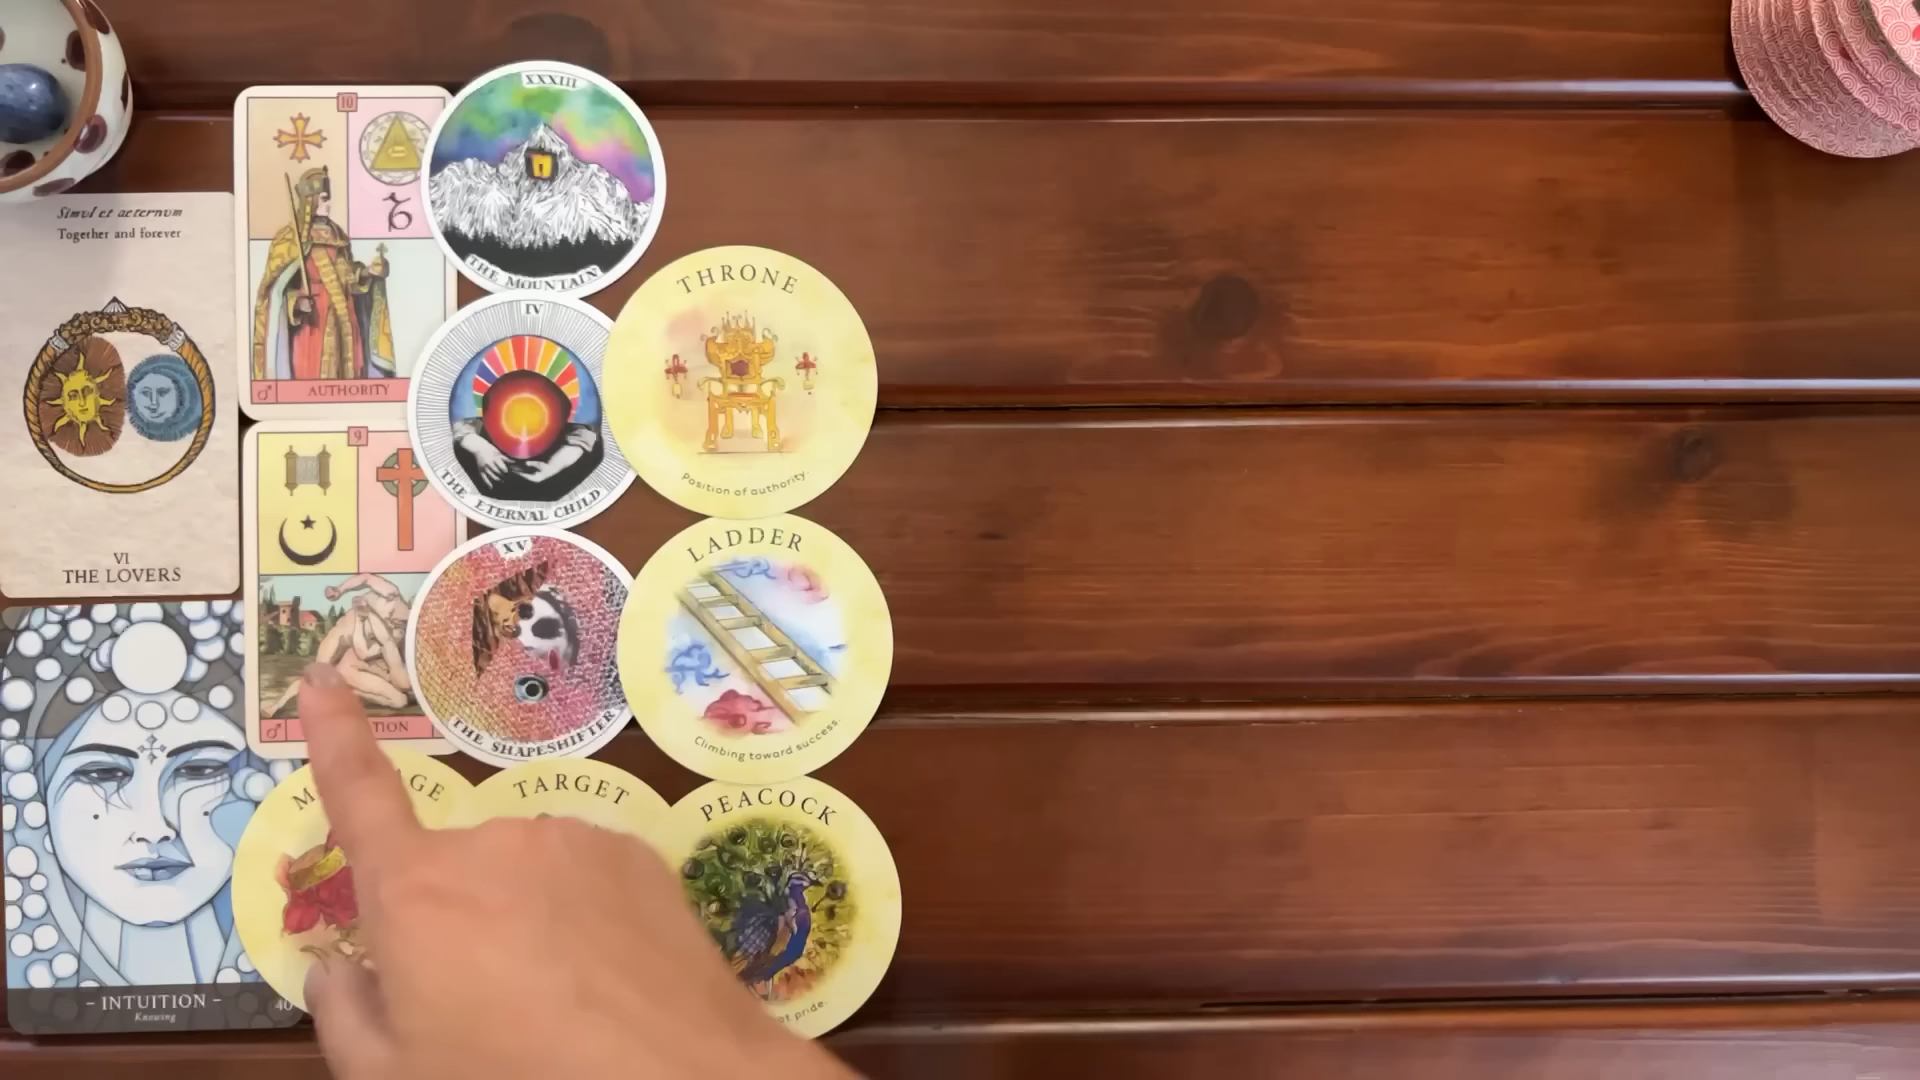 Simul et aeternum
Together and forever
VI
THE LOVERS
10
AUTHORITY
9
XXXIII
THE MOUNTAIN
IV
THE ETERNAL CHILD
XV
THE SHAPESHIFTER
THRONE
Position of authority.
LADDER
Climbing toward success.
TARGET
PEACOCK
pride.
- INTUITION -
Knowing
40